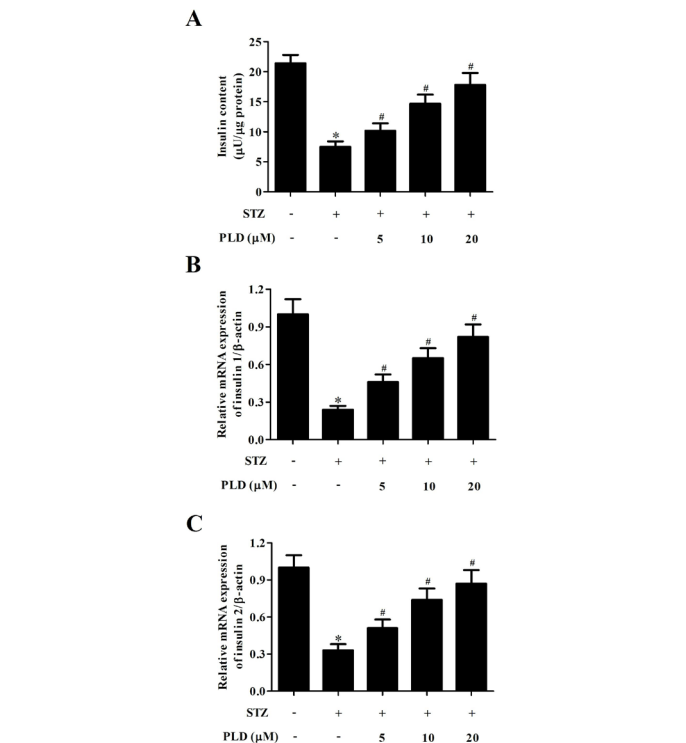 A
Insulin content
(μU/μg protein)
25
20
15
10
5
0
*
#
#
#
STZ - + + + +
PLD (μM) - - 5 10 20
B
Relative mRNA expression
of insulin 1/β-actin
1.2
0.9
0.6
0.3
0.0
*
#
#
#
STZ - + + + +
PLD (μM) - - 5 10 20
C
Relative mRNA expression
of insulin 2/β-actin
1.2
0.9
0.6
0.3
0.0
*
#
#
#
STZ - + + + +
PLD (μM) - - 5 10 20